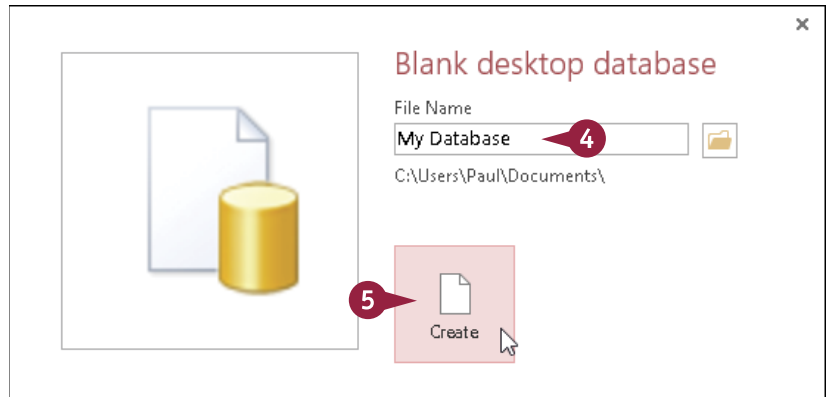 Blank desktop database
File Name
My Database
4
C:\Users\Paul\Documents\
5
Create